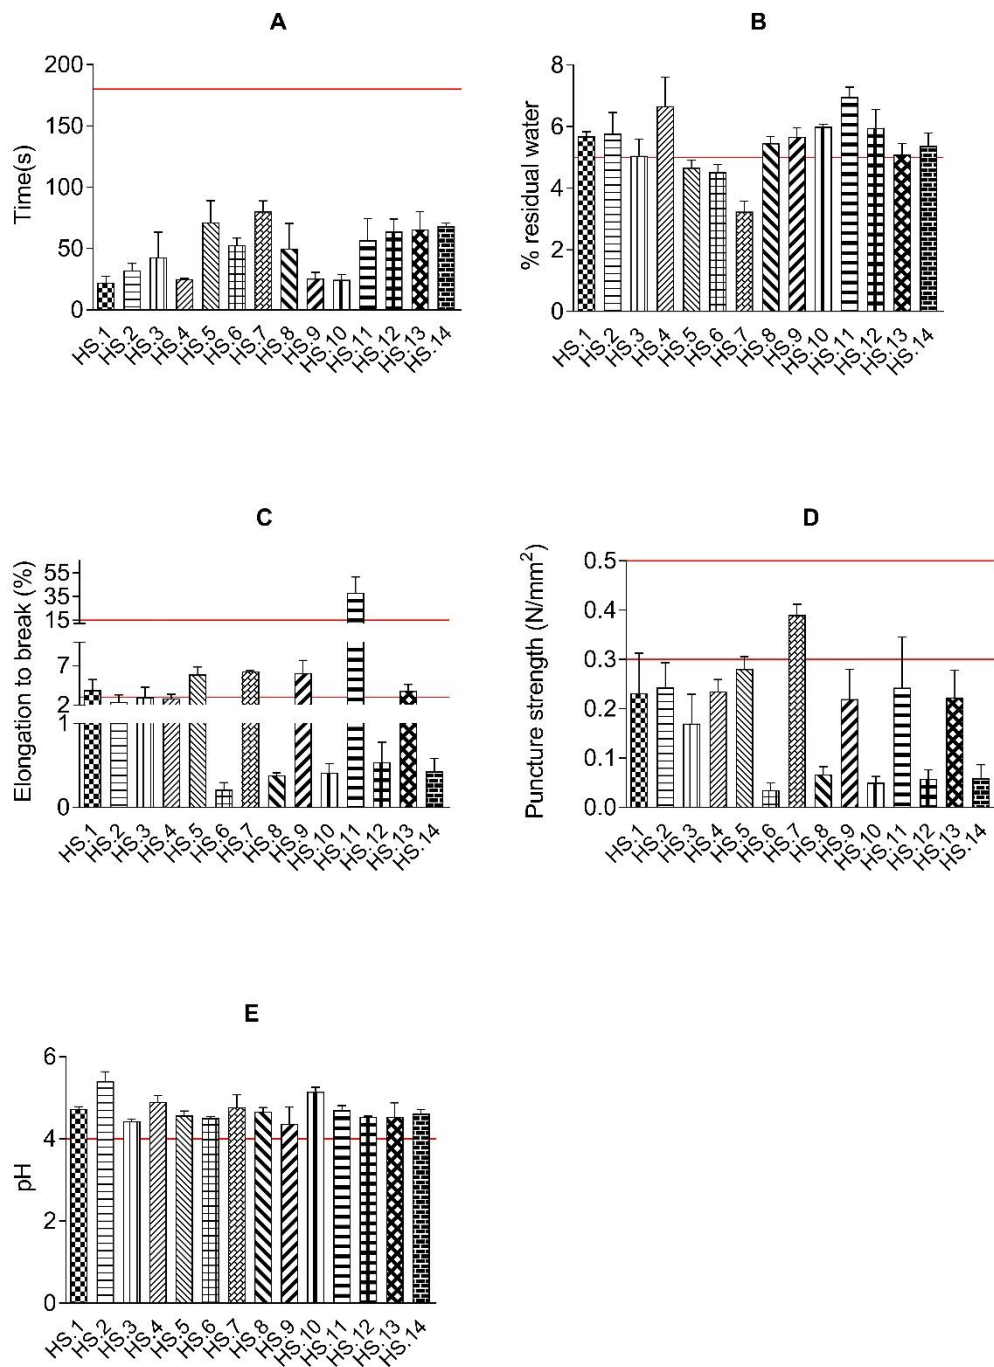 A
Time(s)
200
150
100
50
0
HS.1 HS.2 HS.3 HS.4 HS.5 HS.6 HS.7 HS.8 HS.9 HS.10 HS.11 HS.12 HS.13 HS.14
B
% residual water
8
6
4
2
0
HS.1 HS.2 HS.3 HS.4 HS.5 HS.6 HS.7 HS.8 HS.9 HS.10 HS.11 HS.12 HS.13 HS.14
C
Elongation to break (%)
55
35
15
7
2
1
0
HS.1 HS.2 HS.3 HS.4 HS.5 HS.6 HS.7 HS.8 HS.9 HS.10 HS.11 HS.12 HS.13 HS.14
D
Puncture strength (N/mm²)
0.5
0.4
0.3
0.2
0.1
0.0
HS.1 HS.2 HS.3 HS.4 HS.5 HS.6 HS.7 HS.8 HS.9 HS.10 HS.11 HS.12 HS.13 HS.14
E
pH
6
4
2
0
HS.1 HS.2 HS.3 HS.4 HS.5 HS.6 HS.7 HS.8 HS.9 HS.10 HS.11 HS.12 HS.13 HS.14